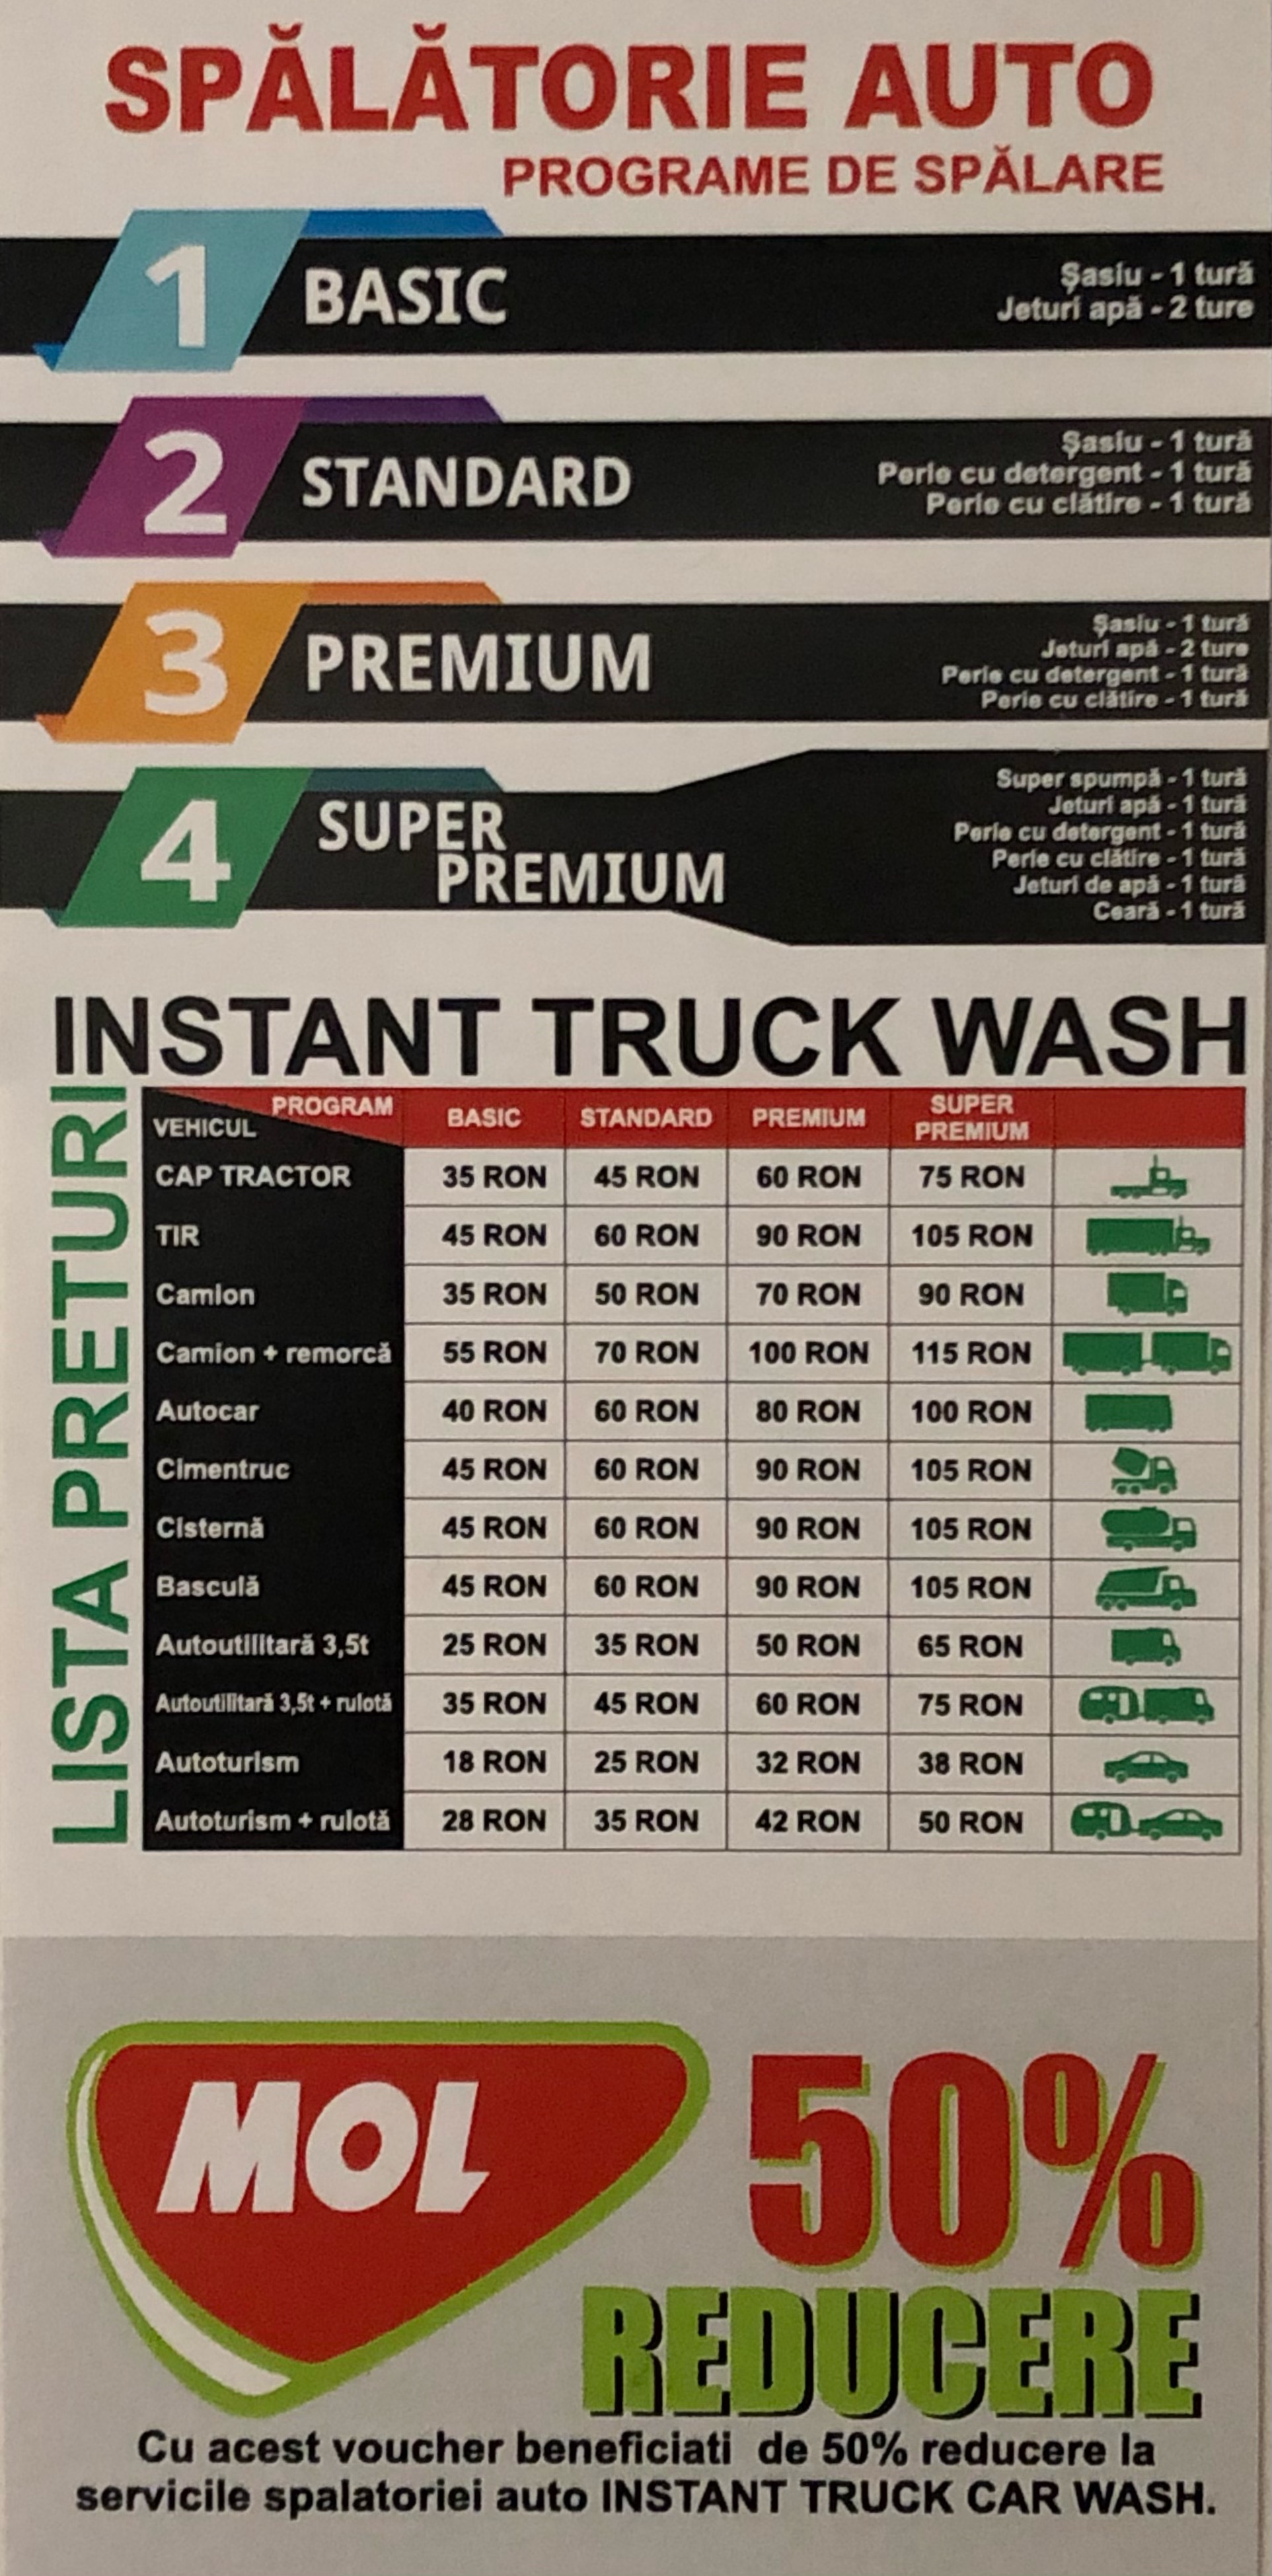 SPĂLĂTORIE AUTO
PROGRAME DE SPĂLARE
1 BASIC
Șasiu - 1 tură
Jeturi apă - 2 ture
2 STANDARD
Șasiu - 1 tură
Perie cu detergent - 1 tură
Perie cu clătire - 1 tură
3 PREMIUM
Șasiu - 1 tură
Jeturi apă - 2 ture
Perie cu detergent - 1 tură
Perie cu clătire - 1 tură
4 SUPER
PREMIUM
Super spumpă - 1 tură
Jeturi apă - 1 tură
Perie cu detergent - 1 tură
Perie cu clătire - 1 tură
Jeturi de apă - 1 tură
Ceară - 1 tură
INSTANT TRUCK WASH
LISTA PRETURI
PROGRAM
VEHICUL BASIC STANDARD PREMIUM SUPER PREMIUM
CAP TRACTOR 35 RON 45 RON 60 RON 75 RON
TIR 45 RON 60 RON 90 RON 105 RON
Camion 35 RON 50 RON 70 RON 90 RON
Camion + remorcă 55 RON 70 RON 100 RON 115 RON
Autocar 40 RON 60 RON 80 RON 100 RON
Cimentruc 45 RON 60 RON 90 RON 105 RON
Cisternă 45 RON 60 RON 90 RON 105 RON
Basculă 45 RON 60 RON 90 RON 105 RON
Autoutilitară 3,5t 25 RON 35 RON 50 RON 65 RON
Autoutilitară 3,5t + rulotă 35 RON 45 RON 60 RON 75 RON
Autoturism 18 RON 25 RON 32 RON 38 RON
Autoturism + rulotă 28 RON 35 RON 42 RON 50 RON
MOL
50%
REDUCERE
Cu acest voucher beneficiati de 50% reducere la
servicile spalatoriei auto INSTANT TRUCK CAR WASH.